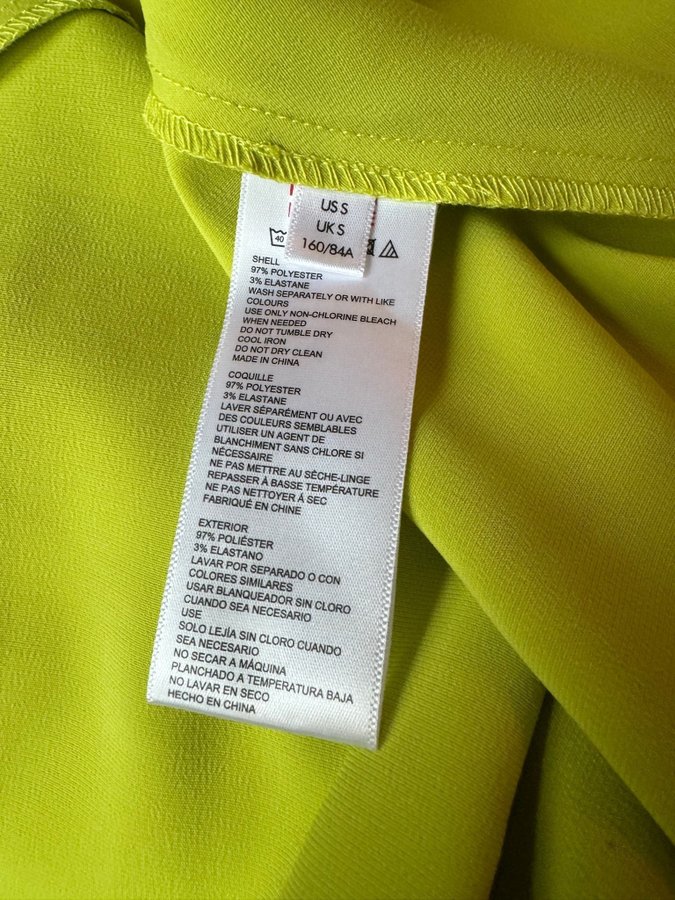 US S
UK S
160/84A
40
SHELL
97% POLYESTER
3% ELASTANE
WASH SEPARATELY OR WITH LIKE
COLOURS
USE ONLY NON-CHLORINE BLEACH
WHEN NEEDED
DO NOT TUMBLE DRY
COOL IRON
DO NOT DRY CLEAN
MADE IN CHINA
COQUILLE
97% POLYESTER
3% ELASTANE
LAVER SÉPARÉMENT OU AVEC
DES COULEURS SEMBLABLES
UTILISER UN AGENT DE
BLANCHIMENT SANS CHLORE SI
NÉCESSAIRE
NE PAS METTRE AU SÈCHE-LINGE
REPASSER À BASSE TEMPÉRATURE
NE PAS NETTOYER À SEC
FABRIQUÉ EN CHINE
EXTERIOR
97% POLIÉSTER
3% ELASTANO
LAVAR POR SEPARADO O CON
COLORES SIMILARES
USAR BLANQUEADOR SIN CLORO
CUANDO SEA NECESARIO
USE
SOLO LEJÍA SIN CLORO CUANDO
SEA NECESARIO
NO SECAR A MÁQUINA
PLANCHADO A TEMPERATURA BAJA
NO LAVAR EN SECO
HECHO EN CHINA